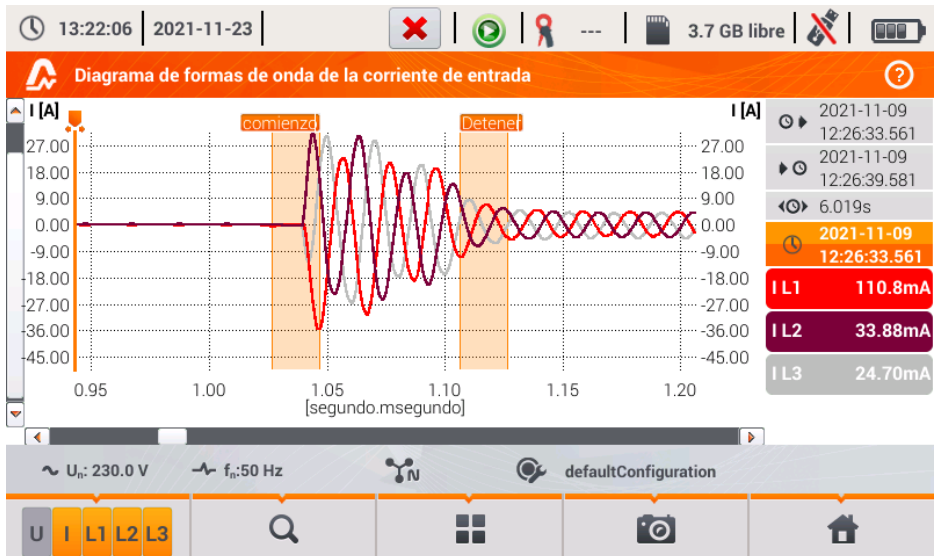 13:22:06 2021-11-23 --- 3.7 GB libre
Diagrama de formas de onda de la corriente de entrada
I [A]
I [A]
comienzo
Detener
27.00
18.00
9.00
0.00
-9.00
-18.00
-27.00
-36.00
-45.00
27.00
18.00
9.00
0.00
-9.00
-18.00
-27.00
-36.00
-45.00
0.95 1.00 1.05 1.10 1.15 1.20
[segundo.msegundo]
2021-11-09
12:26:33.561
2021-11-09
12:26:39.581
6.019s
2021-11-09
12:26:33.561
I L1 110.8mA
I L2 33.88mA
I L3 24.70mA
Un: 230.0 V fn:50 Hz N defaultConfiguration
U I L1 L2 L3